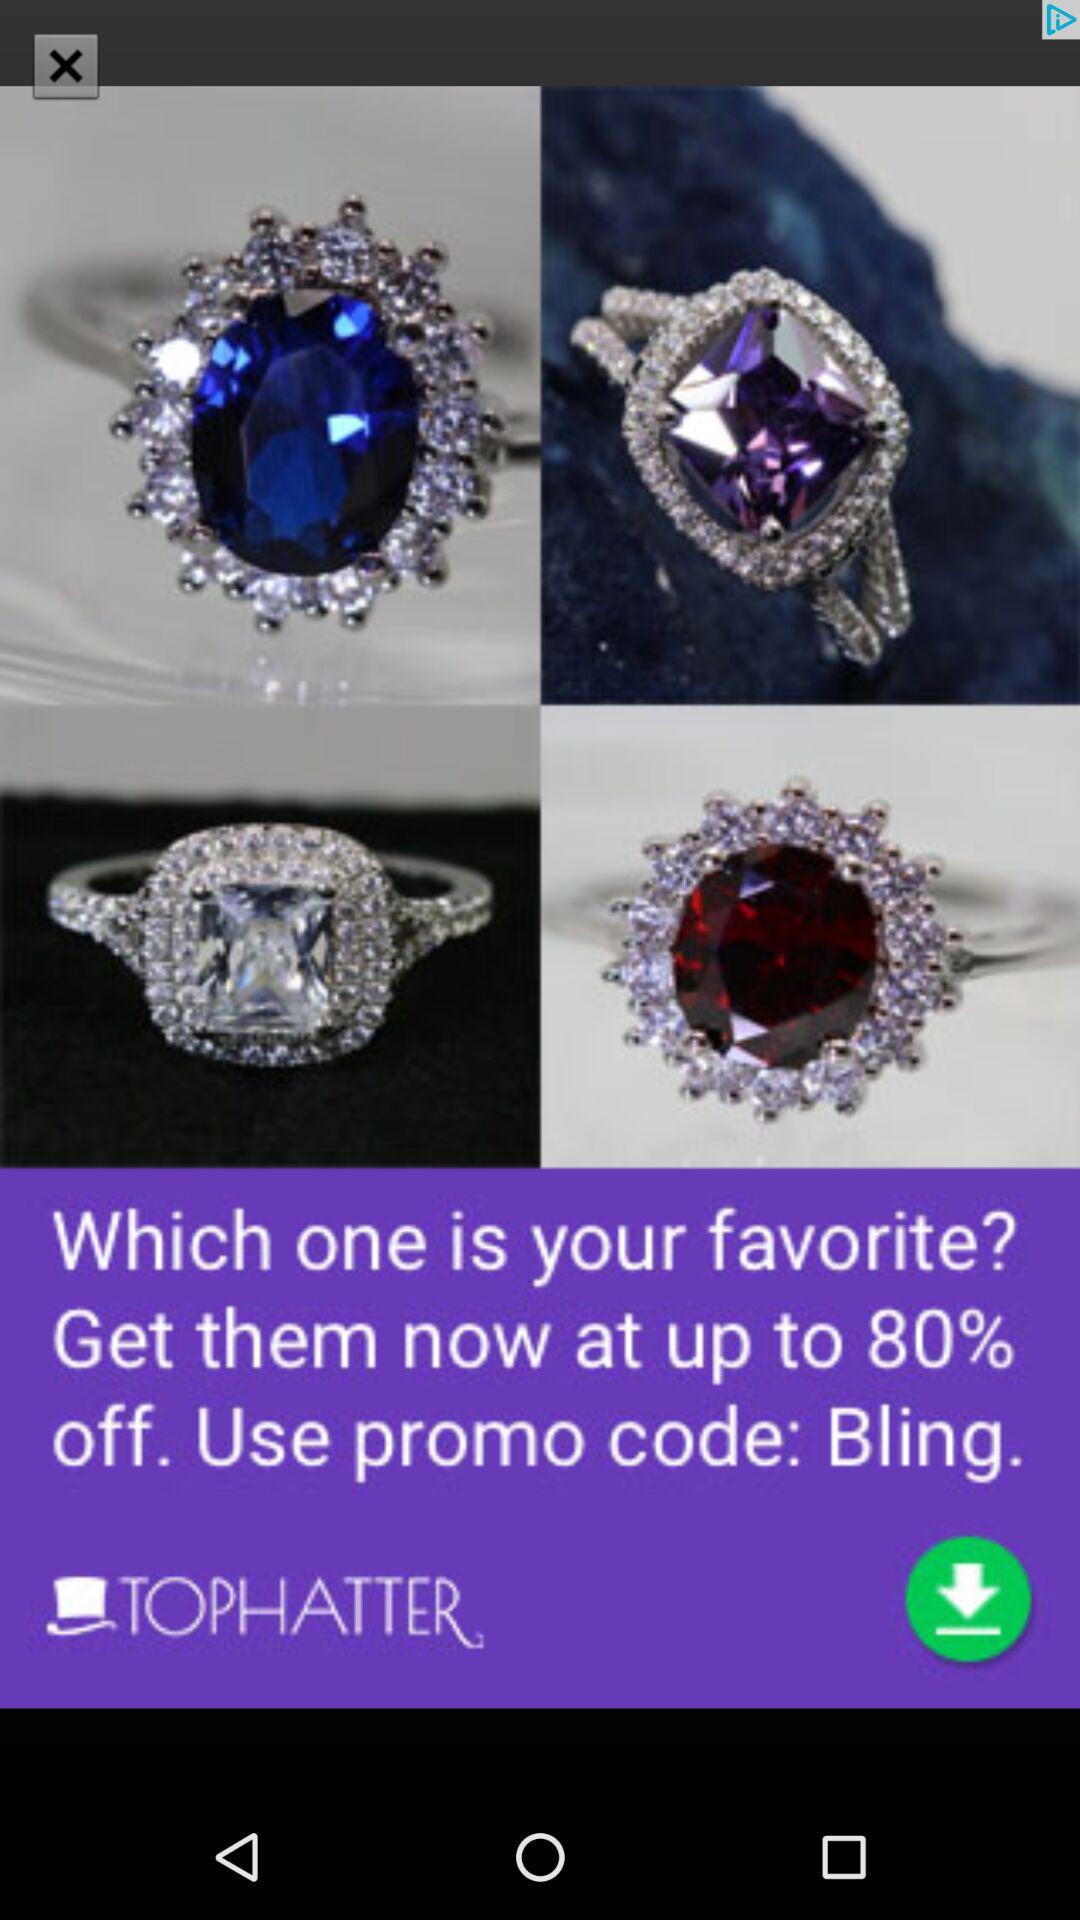 Which one is your favorite?
Get them now at up to 80%
off. Use promo code: Bling.
TOPHATTER